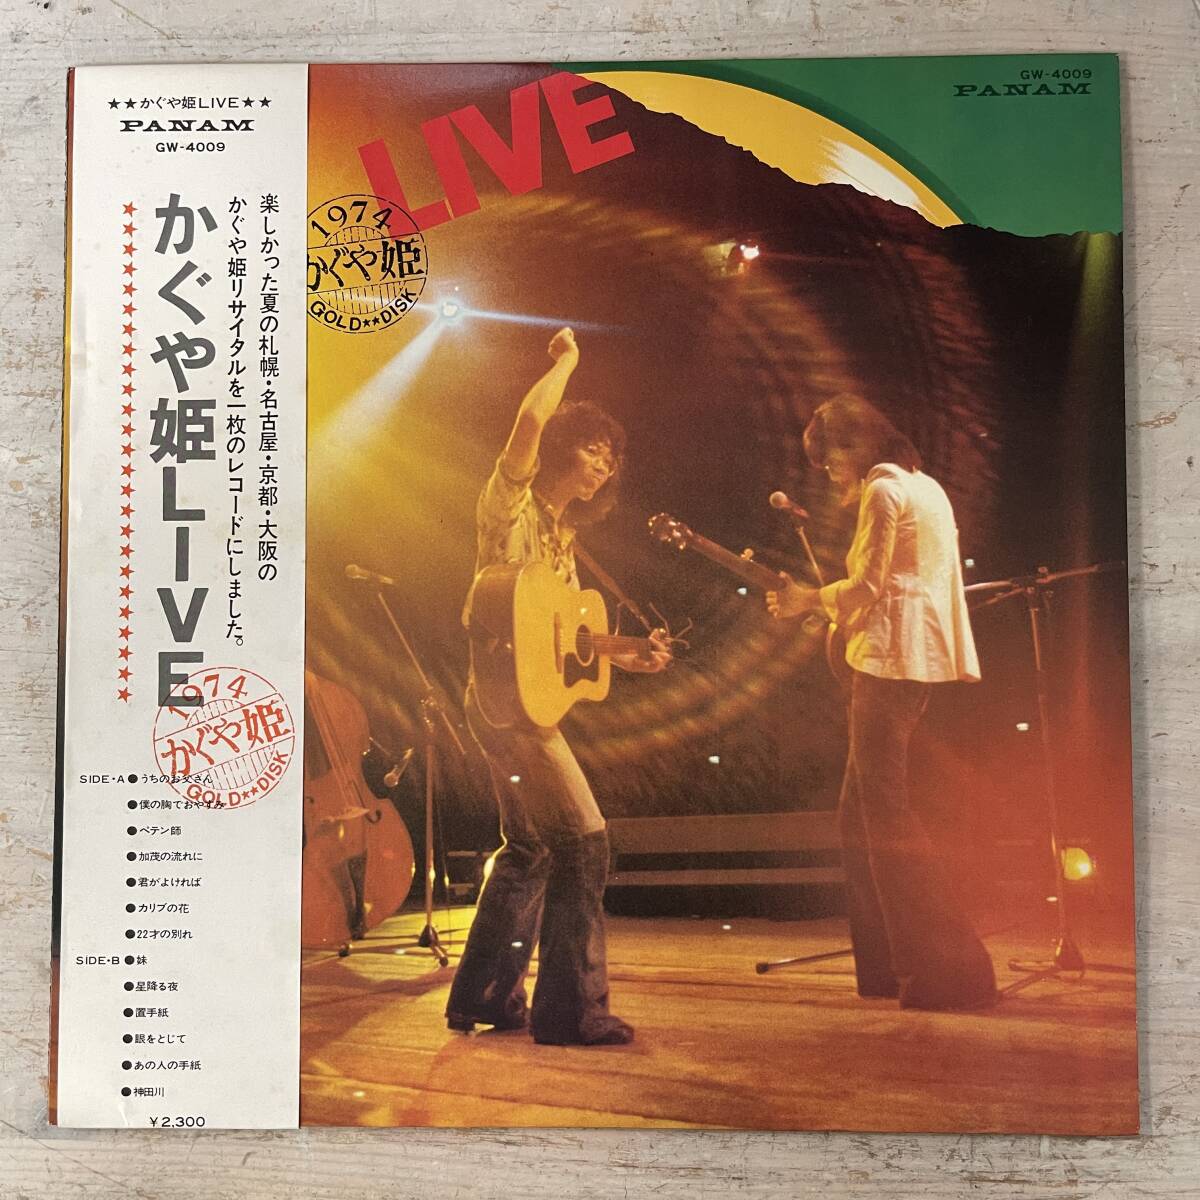 ★★かぐや姫LIVE★★
PANAM
GW-4009
かぐや姫LIVE
楽しかった夏の札幌・名古屋・京都・大阪の
かぐや姫リサイタルを一枚のレコードにしました。
1974
かぐや姫
GOLD★★DISK
SIDE・A ●うちのお父さん
●僕の胸でおやすみ
●ペテン師
●加茂の流れに
●君がよければ
●カリブの花
●22才の別れ
SIDE・B ●妹
●星降る夜
●置手紙
●眼をとじて
●あの人の手紙
●神田川
¥2,300
LIVE
1974
かぐや姫
GOLD★★DISK
GW-4009
PANAM